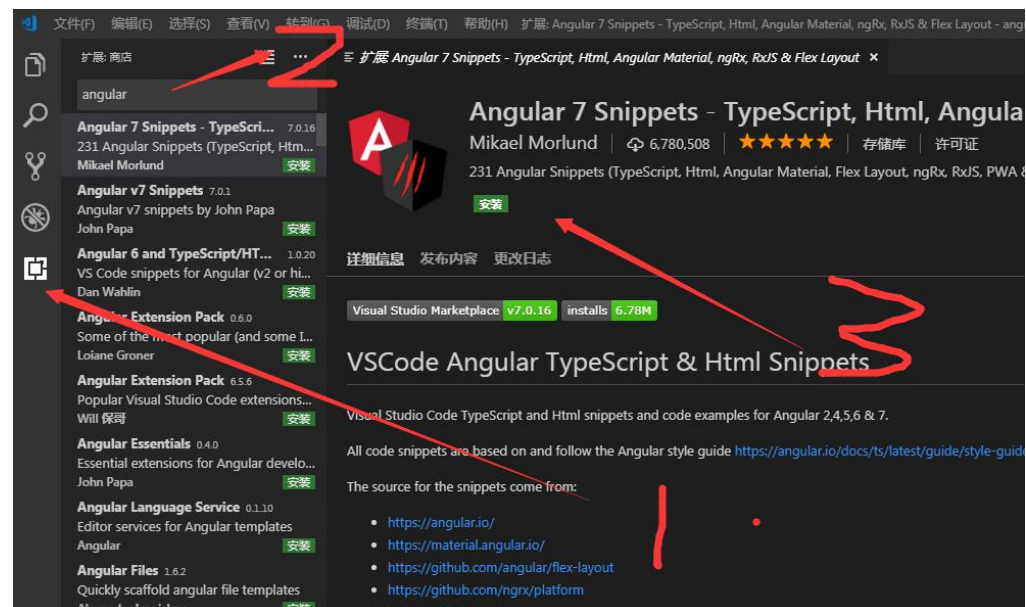 文件(F) 编辑(E) 选择(S) 查看(V) 转到(G) 调试(D) 终端(T) 帮助(H) 扩展: Angular 7 Snippets - TypeScript, Html, Angular Material, ngRx, RxJS & Flex Layout - ang
扩展: 商店
angular
Angular 7 Snippets - TypeScri... 7.0.16
231 Angular Snippets (TypeScript, Htm...
Mikael Morlund 安装
Angular v7 Snippets 7.0.1
Angular v7 snippets by John Papa
John Papa 安装
Angular 6 and TypeScript/HT... 1.0.20
VS Code snippets for Angular (v2 or hi...
Dan Wahlin 安装
Angular Extension Pack 0.6.0
Some of the most popular (and some I...
Loiane Groner 安装
Angular Extension Pack 6.5.6
Popular Visual Studio Code extensions...
Will 保哥 安装
Angular Essentials 0.4.0
Essential extensions for Angular develo...
John Papa 安装
Angular Language Service 0.1.10
Editor services for Angular templates
Angular 安装
Angular Files 1.6.2
Quickly scaffold angular file templates
扩展 Angular 7 Snippets - TypeScript, Html, Angular Material, ngRx, RxJS & Flex Layout
Angular 7 Snippets - TypeScript, Html, Angula
Mikael Morlund 6,780,508 ★★★★★ 存储库 许可证
231 Angular Snippets (TypeScript, Html, Angular Material, Flex Layout, ngRx, RxJS, PWA &
安装
详细信息 发布内容 更改日志
Visual Studio Marketplace v7.0.16 installs 6.78M
VSCode Angular TypeScript & Html Snippets
Visual Studio Code TypeScript and Html snippets and code examples for Angular 2,4,5,6 & 7.
All code snippets are based on and follow the Angular style guide https://angular.io/docs/ts/latest/guide/style-guide
The source for the snippets come from:
https://angular.io/
https://material.angular.io/
https://github.com/angular/flex-layout
https://github.com/ngrx/platform
1
2
3